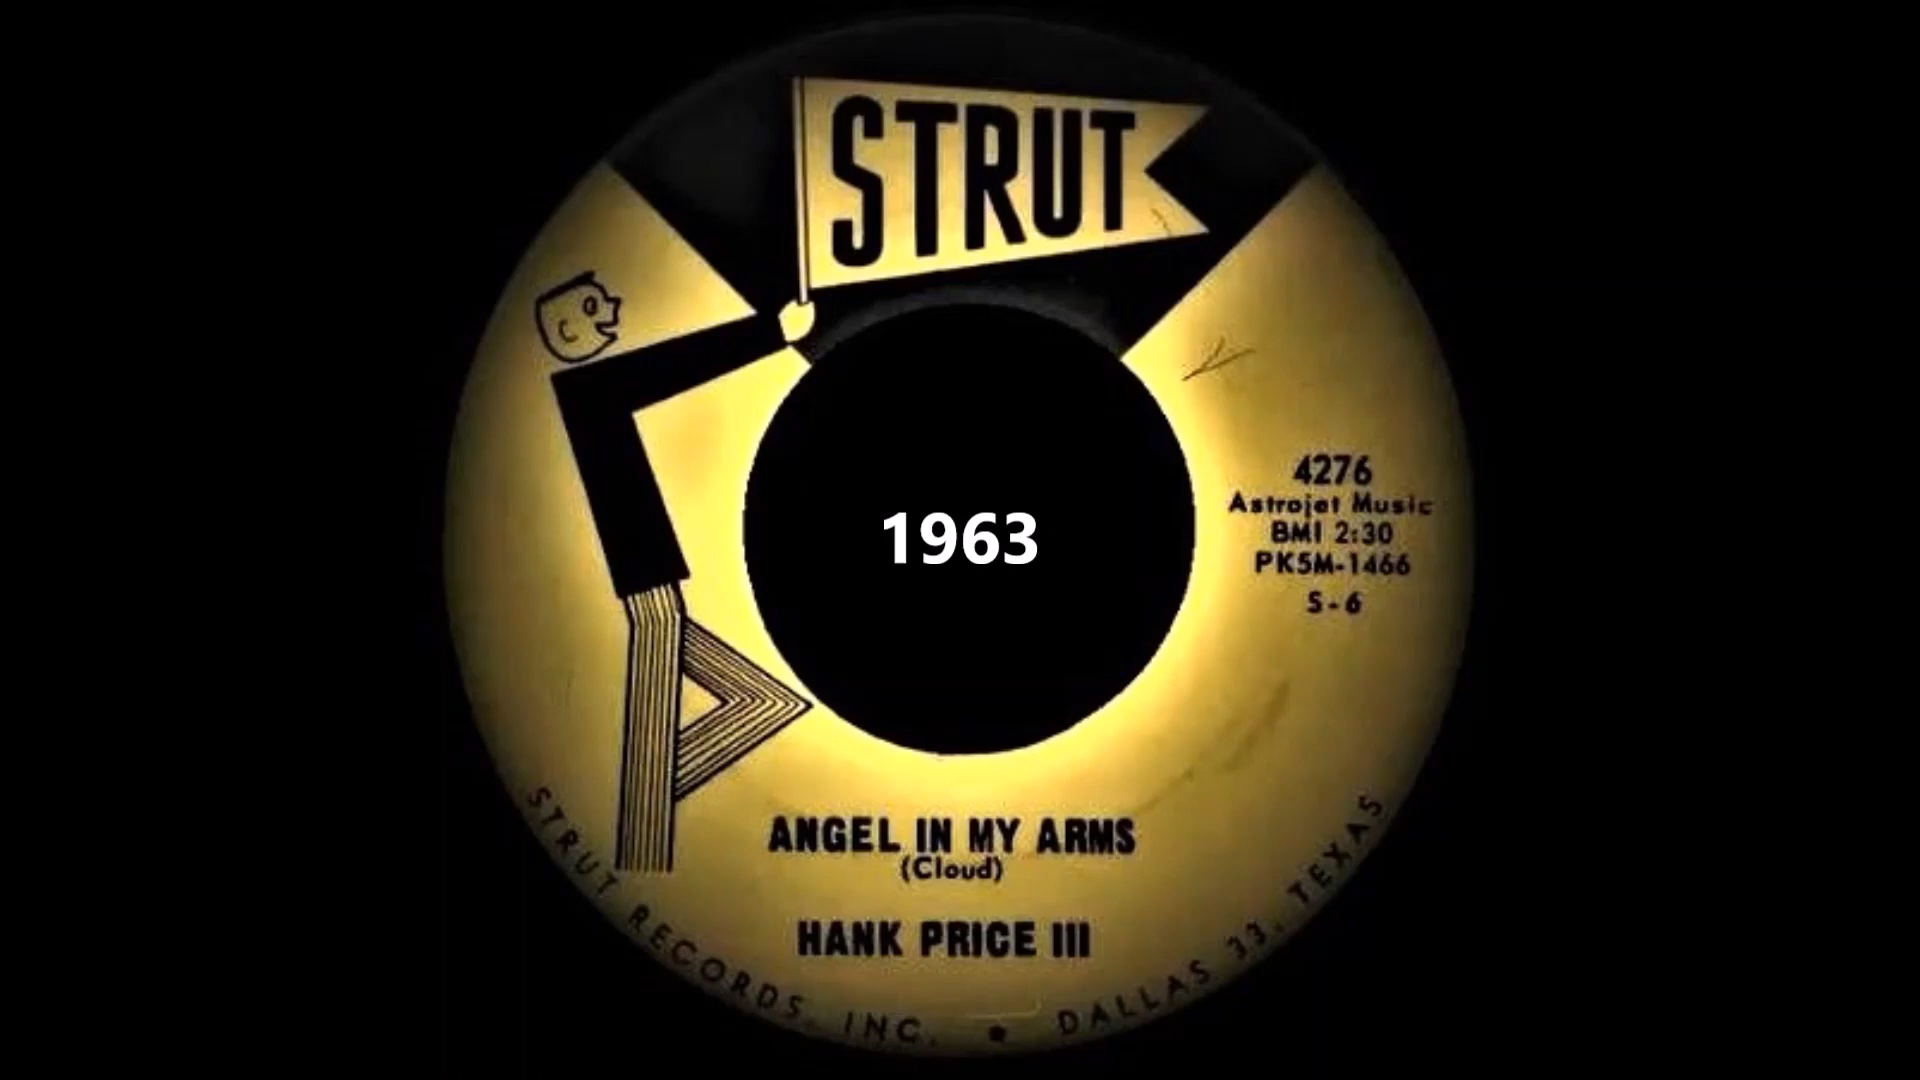 STRUT
4276
Astrojet Music
BMI 2:30
PK5M-1466
S-6
1963
ANGEL IN MY ARMS
(Cloud)
HANK PRICE III
STRUT RECORDS, INC. • DALLAS 33, TEXAS